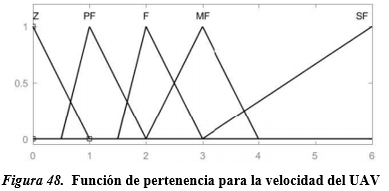 Z PF F MF SF
1
0.5
0
0 1 2 3 4 5 6
Figura 48. Función de pertenencia para la velocidad del UAV